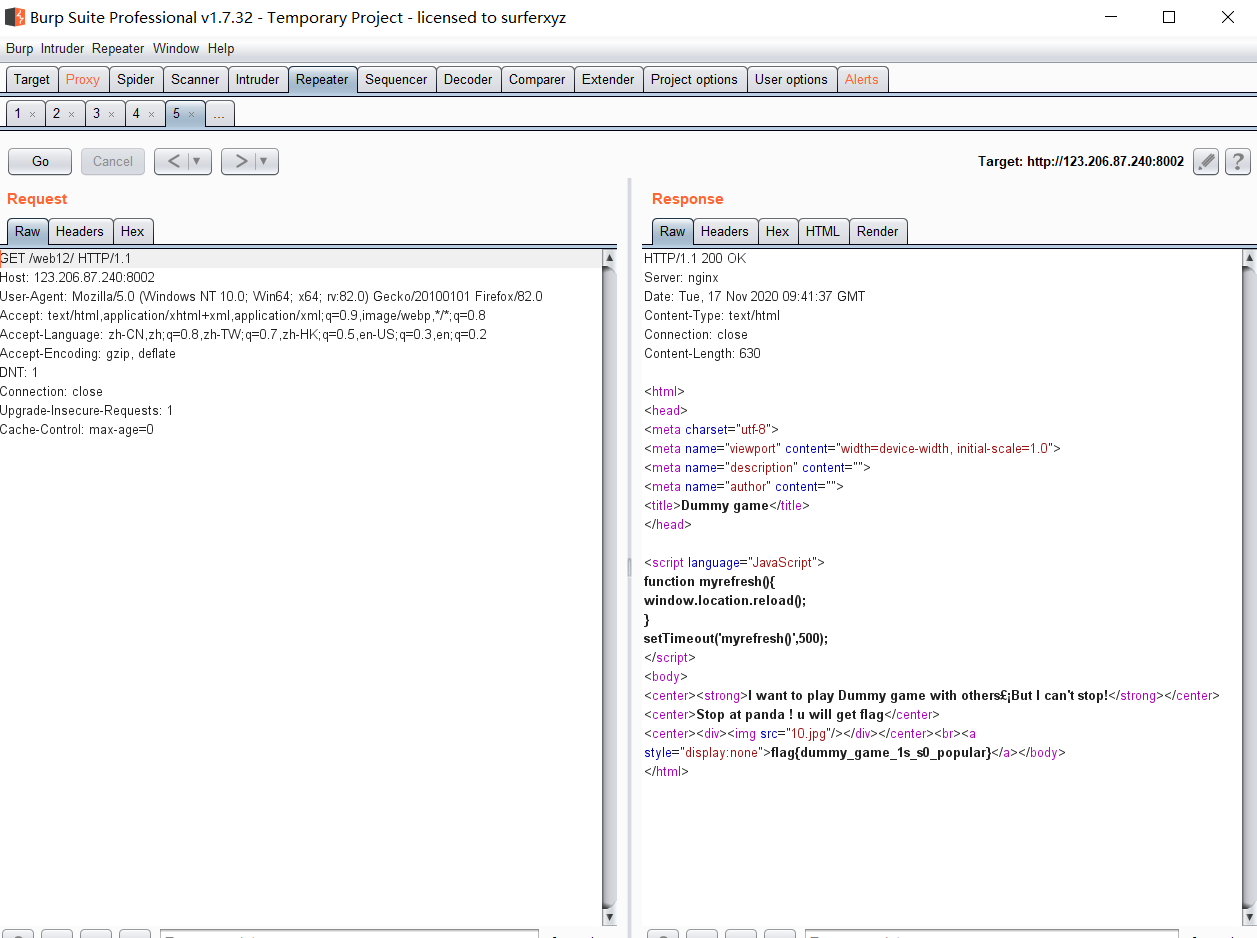 Burp Suite Professional v1.7.32 - Temporary Project - licensed to surferxyz
Burp Intruder Repeater Window Help
Target Proxy Spider Scanner Intruder Repeater Sequencer Decoder Comparer Extender Project options User options Alerts
1 × 2 × 3 × 4 × 5 × ...
Go Cancel < ▼ > ▼ Target: http://123.206.87.240:8002 ?
Request
Raw Headers Hex
GET /web12/ HTTP/1.1
Host: 123.206.87.240:8002
User-Agent: Mozilla/5.0 (Windows NT 10.0; Win64; x64; rv:82.0) Gecko/20100101 Firefox/82.0
Accept: text/html,application/xhtml+xml,application/xml;q=0.9,image/webp,*/*;q=0.8
Accept-Language: zh-CN,zh;q=0.8,zh-TW;q=0.7,zh-HK;q=0.5,en-US;q=0.3,en;q=0.2
Accept-Encoding: gzip, deflate
DNT: 1
Connection: close
Upgrade-Insecure-Requests: 1
Cache-Control: max-age=0
Response
Raw Headers Hex HTML Render
HTTP/1.1 200 OK
Server: nginx
Date: Tue, 17 Nov 2020 09:41:37 GMT
Content-Type: text/html
Connection: close
Content-Length: 630
<html>
<head>
<meta charset="utf-8">
<meta name="viewport" content="width=device-width, initial-scale=1.0">
<meta name="description" content="">
<meta name="author" content="">
<title>Dummy game</title>
</head>
<script language="JavaScript">
function myrefresh(){
window.location.reload();
}
setTimeout('myrefresh()',500);
</script>
<body>
<center><strong>I want to play Dummy game with others£¡But I can't stop!</strong></center>
<center>Stop at panda ! u will get flag</center>
<center><div><img src="10.jpg"/></div></center><br><a
style="display:none">flag{dummy_game_1s_s0_popular}</a></body>
</html>